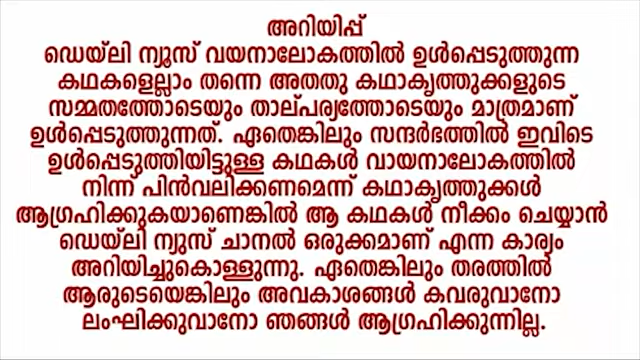 അറിയിപ്പ്
ഡെയ്ലി ന്യൂസ് വയനാലോകത്തിൽ ഉൾപ്പെടുത്തുന്ന
കഥകളെല്ലാം തന്നെ അതതു കഥാകൃത്തുക്കളുടെ
സമ്മതത്തോടെയും താല്പര്യത്തോടെയും മാത്രമാണ്
ഉൾപ്പെടുത്തുന്നത്. ഏതെങ്കിലും സന്ദർഭത്തിൽ ഇവിടെ
ഉൾപ്പെടുത്തിയിട്ടുള്ള കഥകൾ വായനാലോകത്തിൽ
നിന്ന് പിൻവലിക്കണമെന്ന് കഥാകൃത്തുക്കൾ
ആഗ്രഹിക്കുകയാണെങ്കിൽ ആ കഥകൾ നീക്കം ചെയ്യാൻ
ഡെയ്ലി ന്യുസ് ചാനൽ ഒരുക്കമാണ് എന്ന കാര്യം
അറിയിച്ചുകൊള്ളുന്നു. ഏതെങ്കിലും തരത്തിൽ
ആരുടെയെങ്കിലും അവകാശങ്ങൾ കവരുവാനോ
ലംഘിക്കുവാനോ ഞങ്ങൾ ആഗ്രഹിക്കുന്നില്ല.